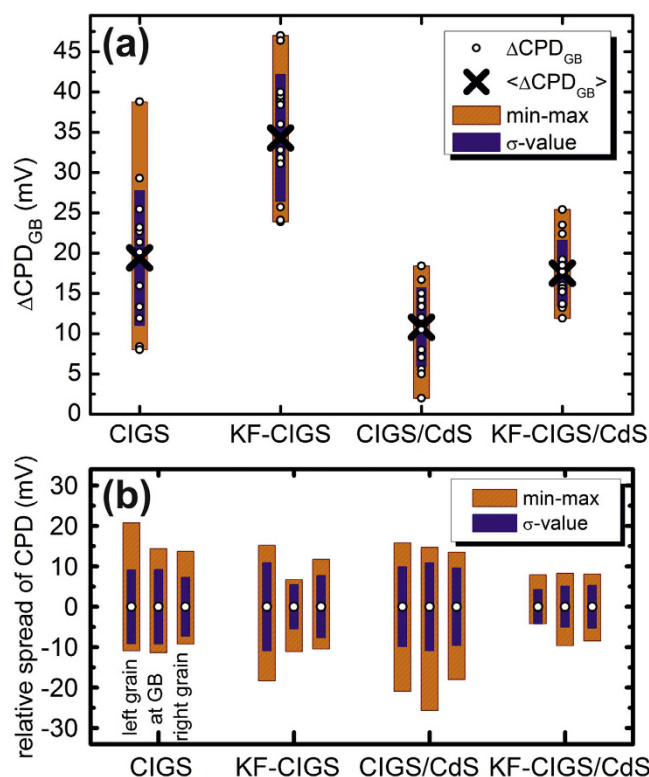 (a)
ΔCPD_GB
<ΔCPD_GB>
min-max
σ-value
ΔCPD_GB (mV)
45
40
35
30
25
20
15
10
5
0
CIGS KF-CIGS CIGS/CdS KF-CIGS/CdS
(b)
min-max
σ-value
relative spread of CPD (mV)
30
20
10
0
-10
-20
-30
left grain
at GB
right grain
CIGS KF-CIGS CIGS/CdS KF-CIGS/CdS